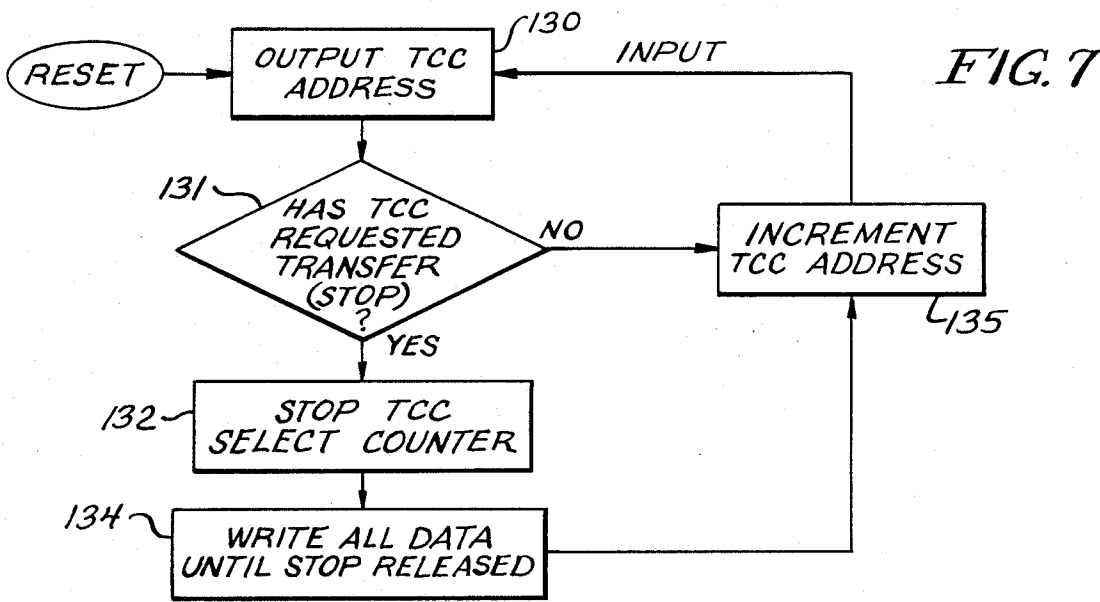 130
RESET
OUTPUT TCC
ADDRESS
INPUT
FIG. 7
131
HAS TCC
REQUESTED
TRANSFER
(STOP)
?
NO
YES
INCREMENT
TCC ADDRESS
135
132
STOP TCC
SELECT COUNTER
134
WRITE ALL DATA
UNTIL STOP RELEASED